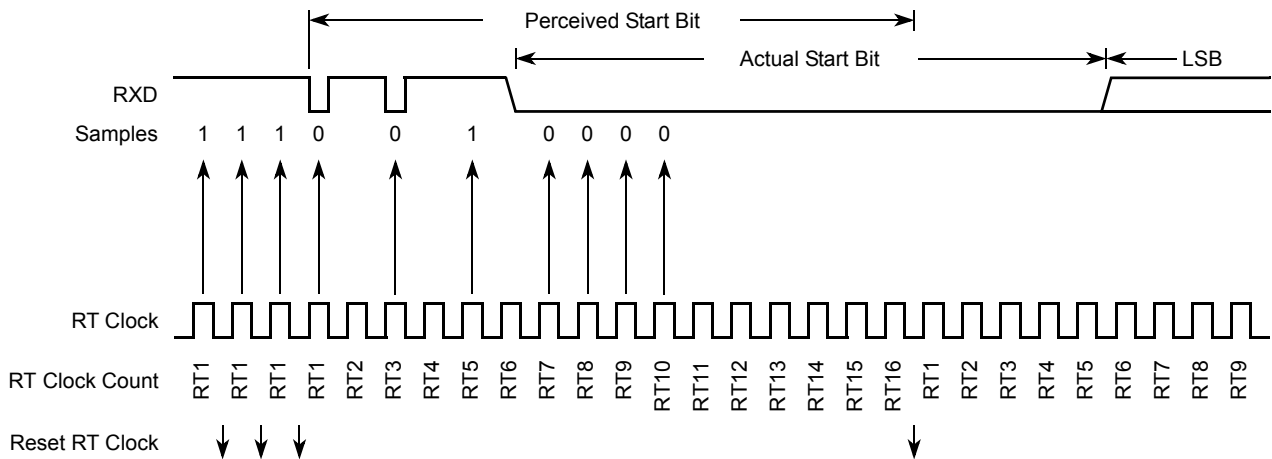 Perceived Start Bit
Actual Start Bit LSB
RXD
Samples 1 1 1 0 0 1 0 0 0 0
RT Clock
RT Clock Count RT1 RT1 RT1 RT1 RT2 RT3 RT4 RT5 RT6 RT7 RT8 RT9 RT10 RT11 RT12 RT13 RT14 RT15 RT16 RT1 RT2 RT3 RT4 RT5 RT6 RT7 RT8 RT9
Reset RT Clock